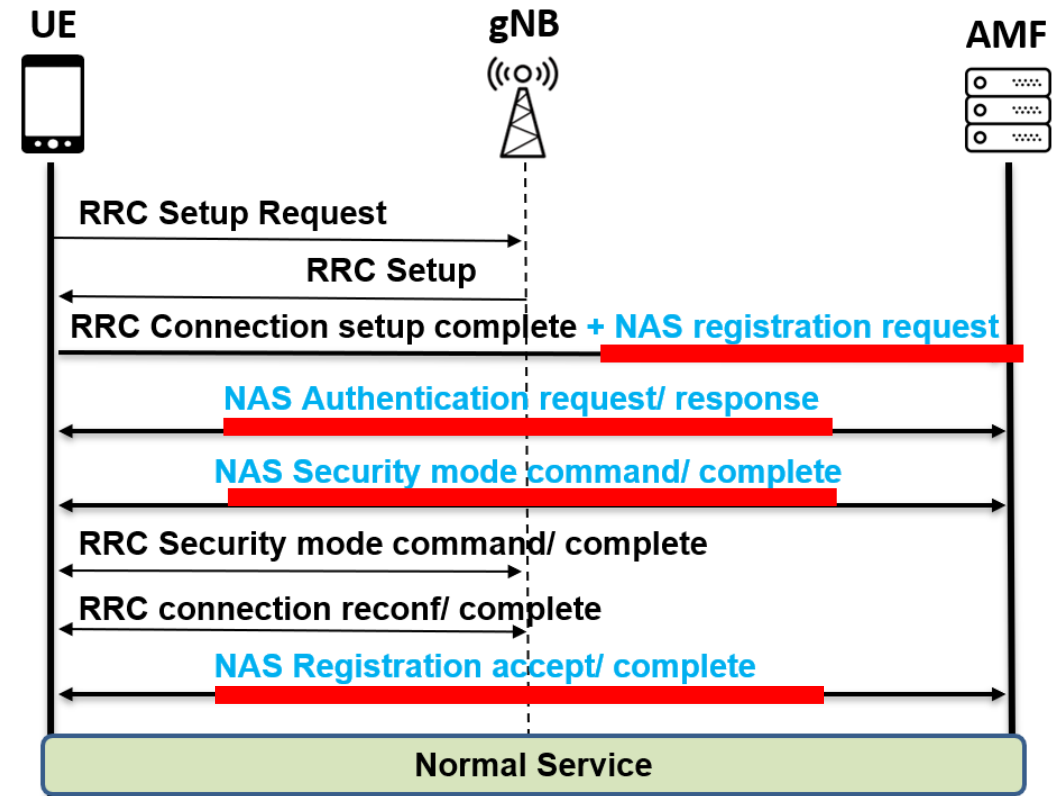 UE
gNB
AMF
RRC Setup Request
RRC Setup
RRC Connection setup complete + NAS registration request
NAS Authentication request/ response
NAS Security mode command/ complete
RRC Security mode command/ complete
RRC connection reconf/ complete
NAS Registration accept/ complete
Normal Service